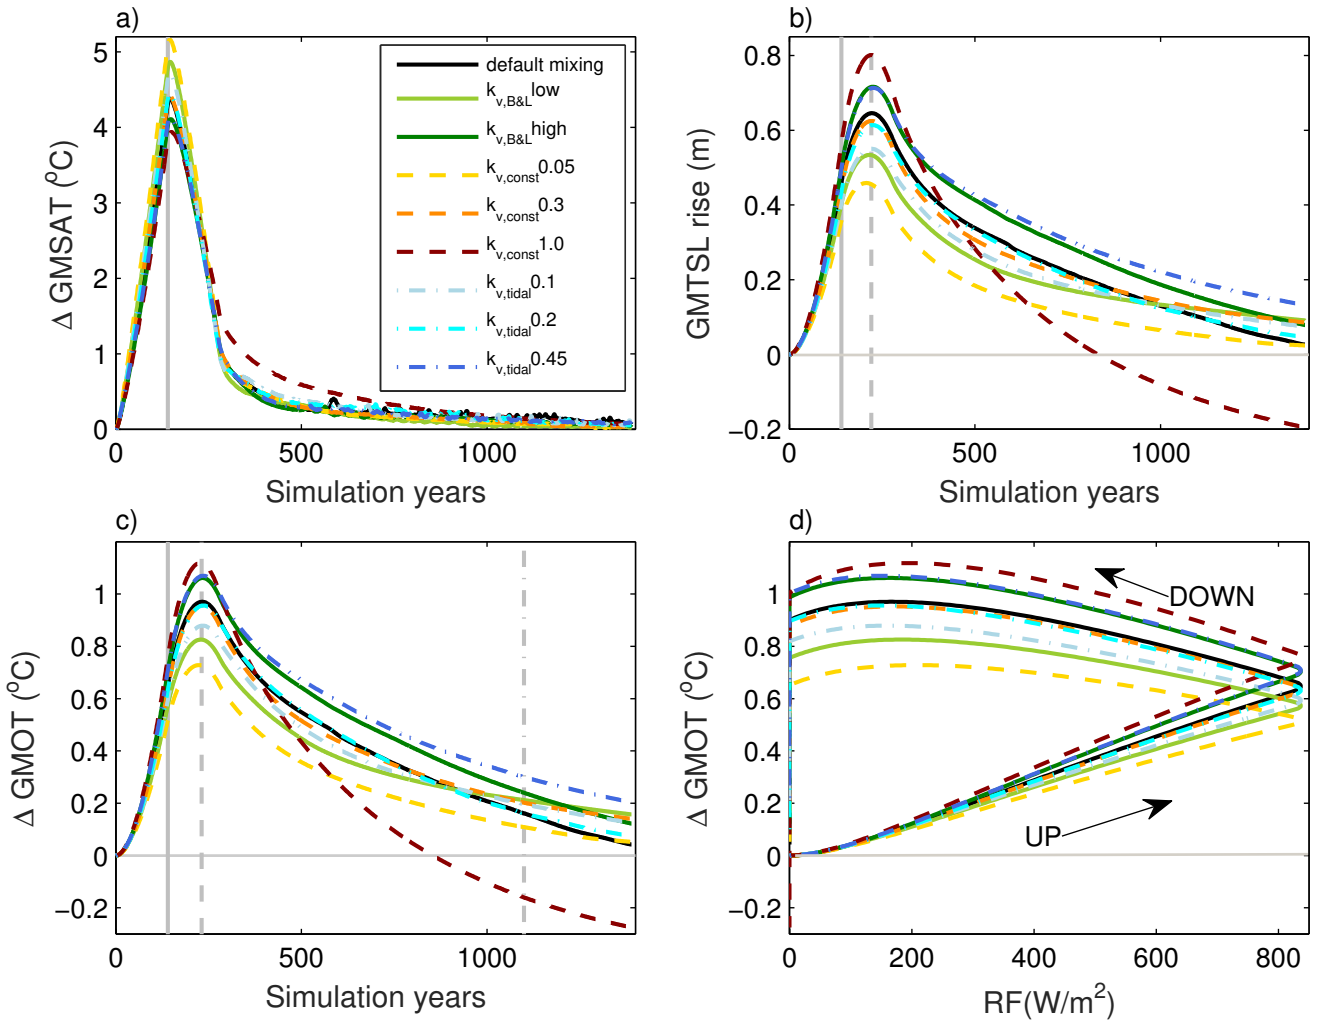 a)
Δ GMSAT (°C)
5
4
3
2
1
0
0
500
1000
Simulation years
default mixing
k_v,B&L low
k_v,B&L high
k_v,const 0.05
k_v,const 0.3
k_v,const 1.0
k_v,tidal 0.1
k_v,tidal 0.2
k_v,tidal 0.45
b)
GMTSL rise (m)
0.8
0.6
0.4
0.2
0
−0.2
0
500
1000
Simulation years
c)
Δ GMOT (°C)
1
0.8
0.6
0.4
0.2
0
−0.2
0
500
1000
Simulation years
d)
Δ GMOT (°C)
1
0.8
0.6
0.4
0.2
0
−0.2
DOWN
UP
0
200
400
600
800
RF(W/m²)